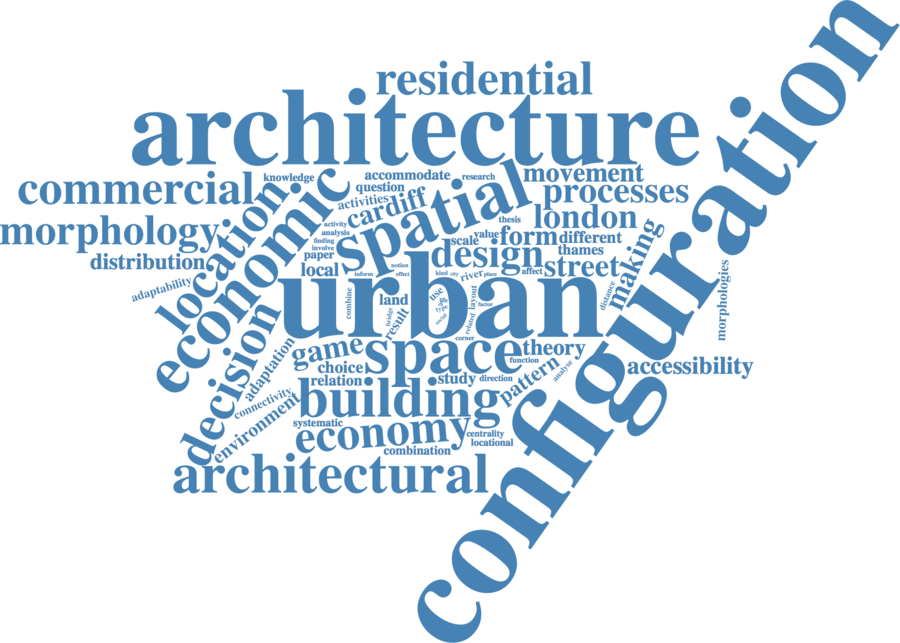 configuration
residential
architecture
knowledge
accommodate
research
movement
commercial
question
processes
activities
cardiff
spatial
thesis
london
morphology
location
economic
activity
analysis
finding
involve
paper
scale
value
form
different
distribution
design
thames
local
notion
inform
effect
kind
city
river
place
affect
street
making
adaptability
urban
combine
land
bridge
result
use
type
social
layout
related
factor
distance
morphologies
corner
decision
adaptation
game
space
theory
choice
function
relation
study
direction
pattern
analyse
accessibility
connectivity
environment
building
systematic
economy
centrality
locational
combination
architectural